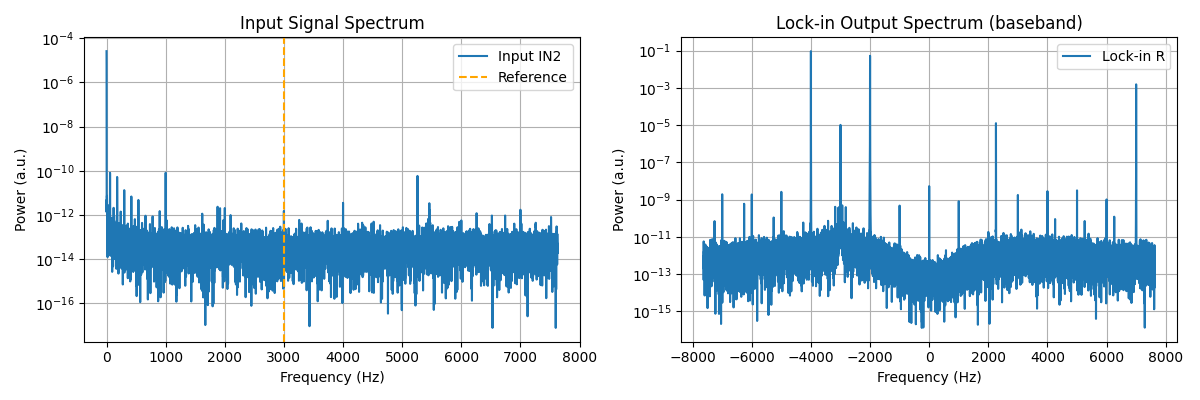 Input Signal Spectrum
Power (a.u.)
10⁻⁴
10⁻⁶
10⁻⁸
10⁻¹⁰
10⁻¹²
10⁻¹⁴
10⁻¹⁶
Input IN2
Reference
0 1000 2000 3000 4000 5000 6000 7000 8000
Frequency (Hz)
Lock-in Output Spectrum (baseband)
Power (a.u.)
10⁻¹
10⁻³
10⁻⁵
10⁻⁷
10⁻⁹
10⁻¹¹
10⁻¹³
10⁻¹⁵
Lock-in R
−8000 −6000 −4000 −2000 0 2000 4000 6000 8000
Frequency (Hz)